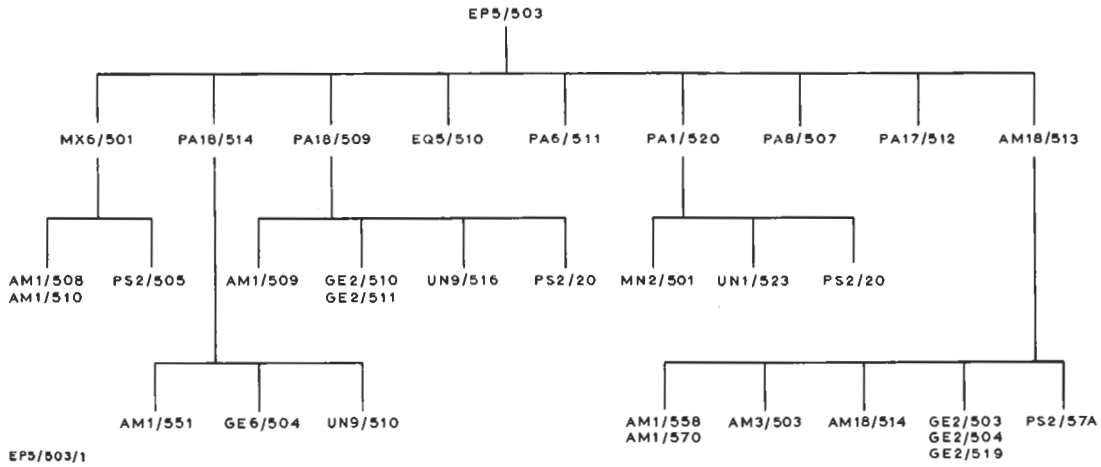 EP5/503
MX6/501 PA18/514 PA18/509 EQ5/510 PA6/511 PA1/520 PA8/507 PA17/512 AM18/513
AM1/508 PS2/505 AM1/509 GE2/510 UN9/516 PS2/20 MN2/501 UN1/523 PS2/20
AM1/510 GE2/511
AM1/551 GE6/504 UN9/510 AM1/558 AM3/503 AM18/514 GE2/503 PS2/57A
AM1/570 GE2/504
GE2/519
EP5/503/1